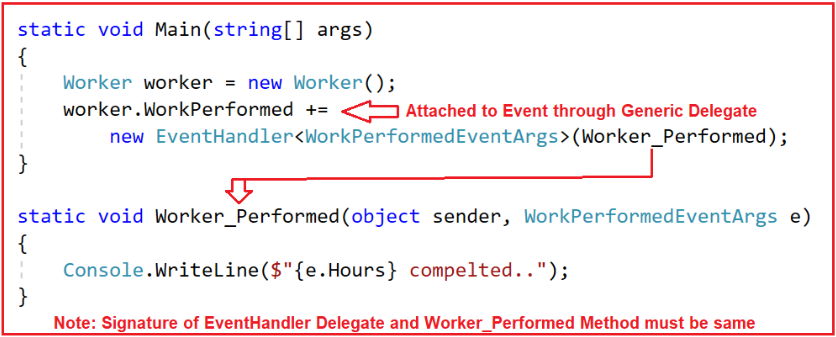 static void Main(string[] args)
{
Worker worker = new Worker();
worker.WorkPerformed += Attached to Event through Generic Delegate
new EventHandler<WorkPerformedEventArgs>(Worker_Performed);
}
static void Worker_Performed(object sender, WorkPerformedEventArgs e)
{
Console.WriteLine($"{e.Hours} compelted..");
}
Note: Signature of EventHandler Delegate and Worker_Performed Method must be same